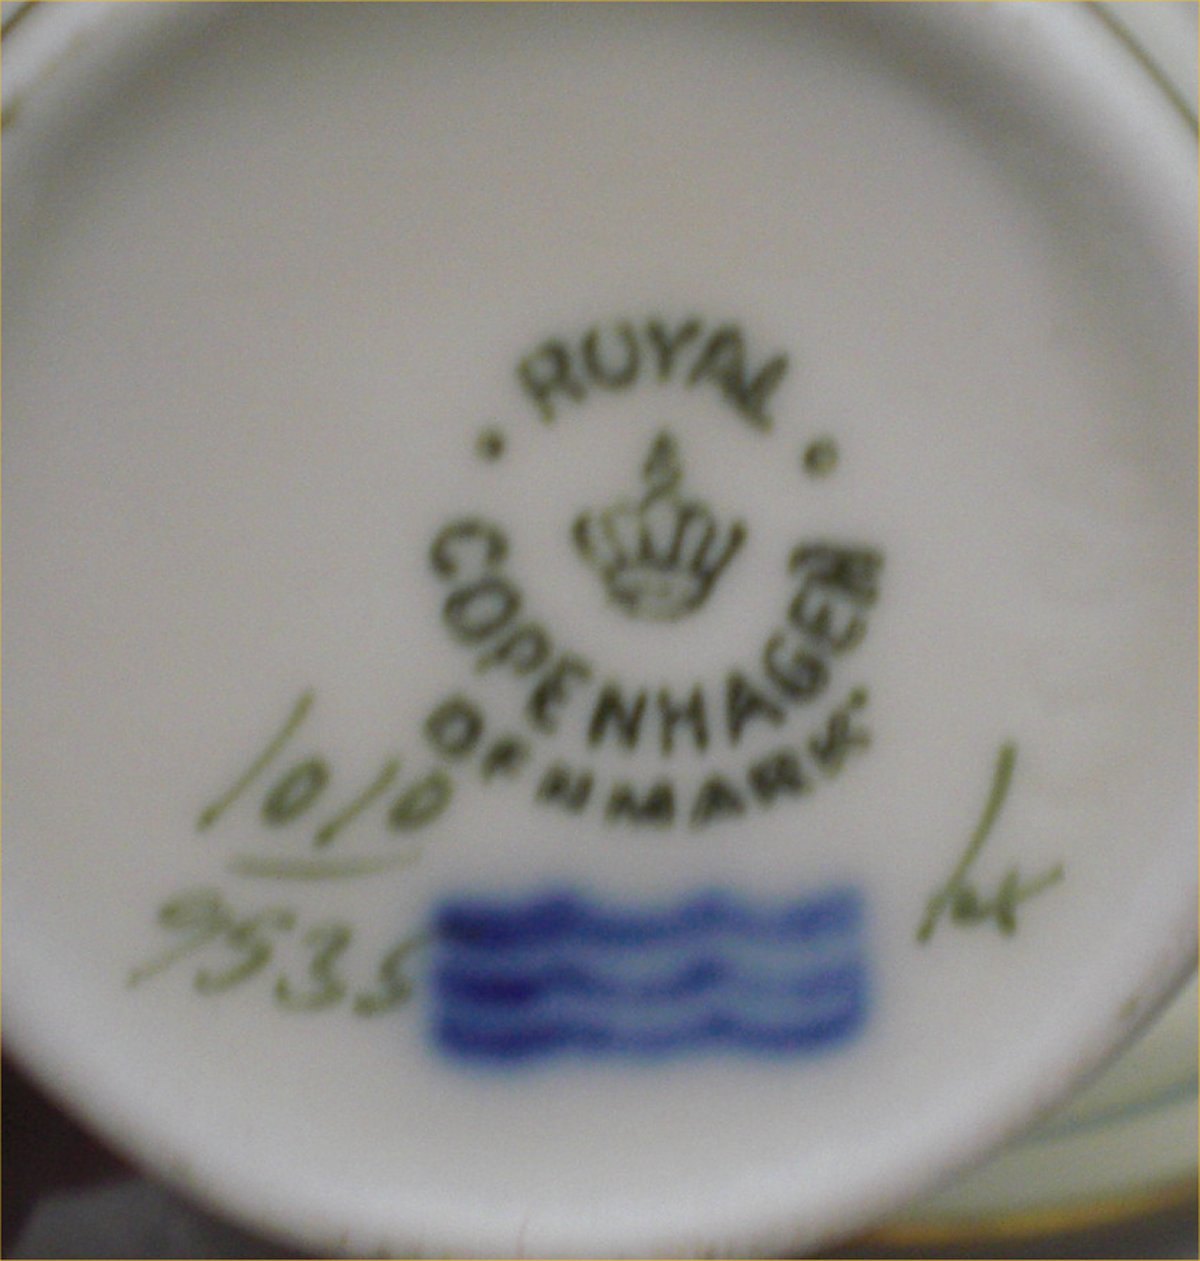 ROYAL
COPENHAGEN
DENMARK
1010
9535